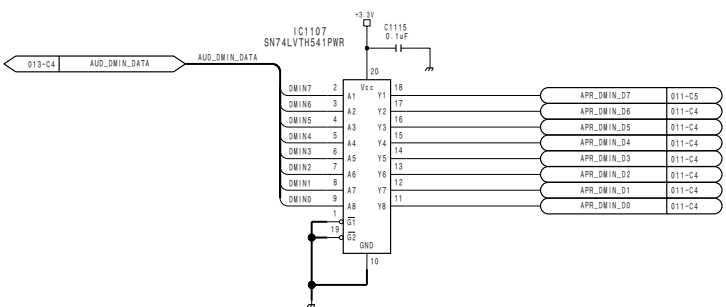 +3.3V
IC1107
SN74LVTH541PWR
C1115
0.1uF
013-C4 AUD_DMIN_DATA
AUD_DMIN_DATA
20
Vcc
DMIN7 2 A1 Y1 18 APR_DMIN_D7 011-C5
DMIN6 3 A2 Y2 17 APR_DMIN_D6 011-C4
DMIN5 4 A3 Y3 16 APR_DMIN_D5 011-C4
DMIN4 5 A4 Y4 15 APR_DMIN_D4 011-C4
DMIN3 6 A5 Y5 14 APR_DMIN_D3 011-C4
DMIN2 7 A6 Y6 13 APR_DMIN_D2 011-C4
DMIN1 8 A7 Y7 12 APR_DMIN_D1 011-C4
DMIN0 9 A8 Y8 11 APR_DMIN_D0 011-C4
1 G1
19 G2
GND
10